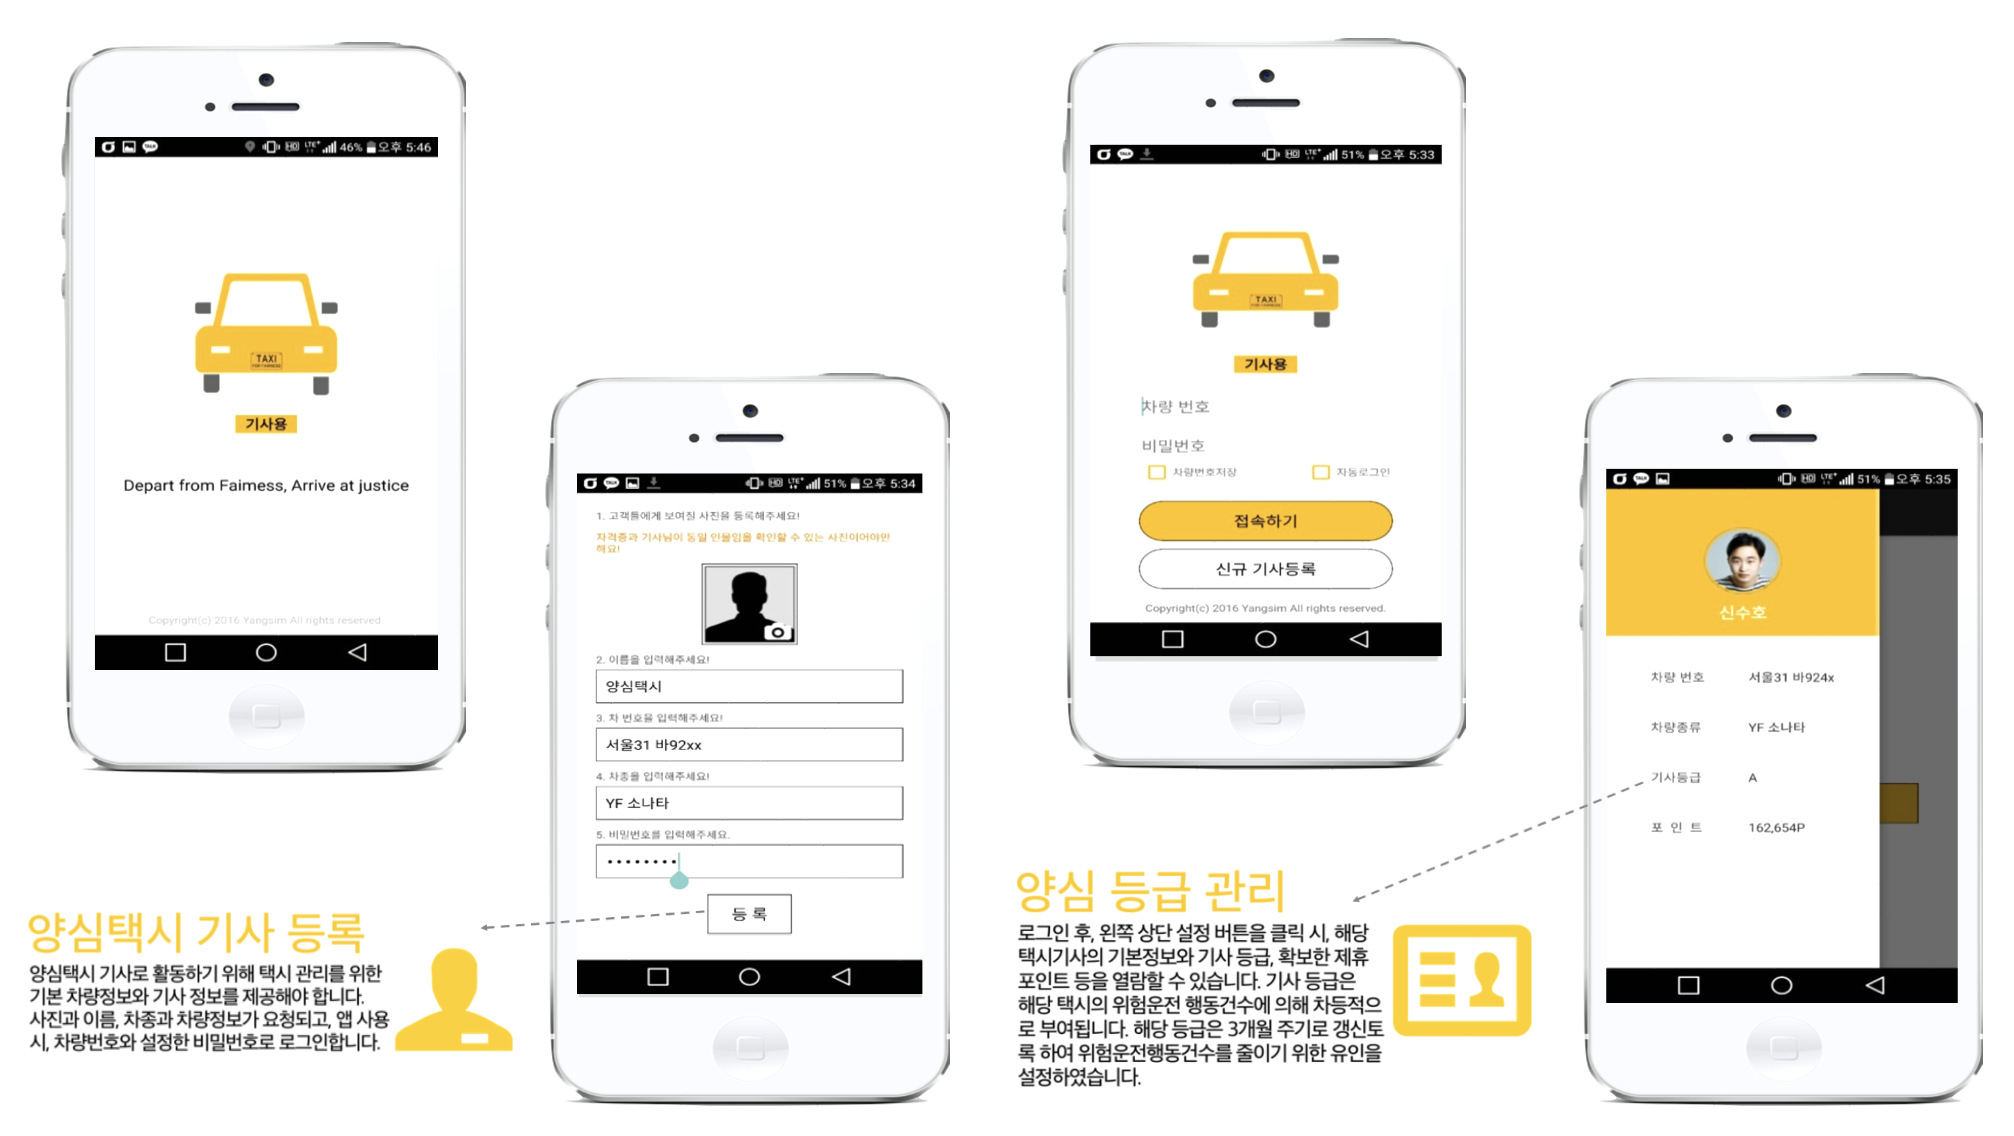 46% 오후 5:46
TAXI
FOR FAIRNESS
기사용
Depart from Faimess, Arrive at justice
Copyright(c) 2016 Yangsim All rights reserved
양심택시 기사 등록
양심택시 기사로 활동하기 위해 택시 관리를 위한
기본 차량정보와 기사 정보를 제공해야 합니다.
사진과 이름, 차종과 차량정보가 요청되고, 앱 사용
시, 차량번호와 설정한 비밀번호로 로그인합니다.
TALK HD LTE+ 51% 오후 5:34
1. 고객들에게 보여질 사진을 등록해주세요!
자격증과 기사님이 동일 인물임을 확인할 수 있는 사진이어야만
해요!
2. 이름을 입력해주세요!
양심택시
3. 차 번호을 입력해주세요!
서울31 바92xx
4. 차종을 입력해주세요!
YF 소나타
5. 비밀번호를 입력해주세요.
••••••••
등 록
TALK HD LTE+ 51% 오후 5:33
TAXI
FOR FAIRNESS
기사용
차량 번호
비밀번호
차량번호저장 자동로그인
접속하기
신규 기사등록
Copyright(c) 2016 Yangsim All rights reserved.
양심 등급 관리
로그인 후, 왼쪽 상단 설정 버튼을 클릭 시, 해당
택시기사의 기본정보와 기사 등급, 확보한 제휴
포인트 등을 열람할 수 있습니다. 기사 등급은
해당 택시의 위험운전 행동건수에 의해 차등적으
로 부여됩니다. 해당 등급은 3개월 주기로 갱신토
록 하여 위험운전행동건수를 줄이기 위한 유인을
설정하였습니다.
TALK HD LTE+ 51% 오후 5:35
신수호
차량 번호 서울31 바924x
차량종류 YF 소나타
기사등급 A
포 인 트 162,654P